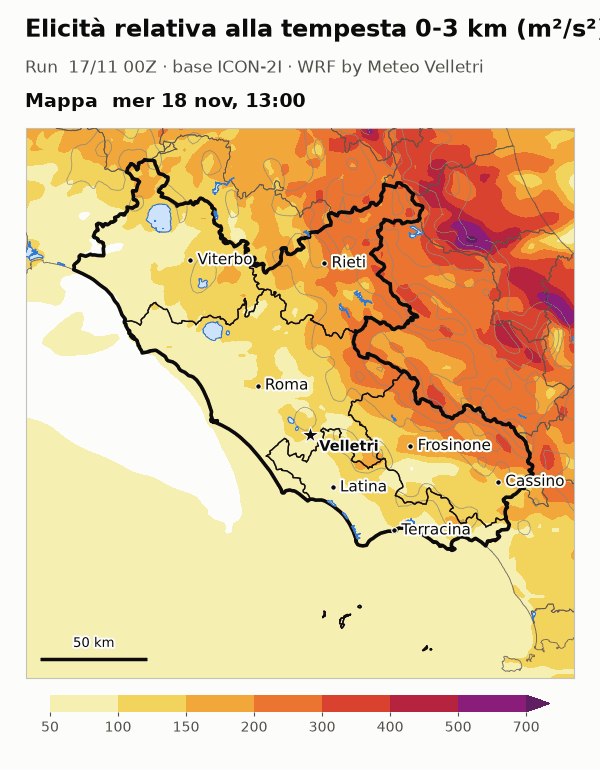 Elicità relativa alla tempesta 0-3 km (m²/s²)
Run 17/11 00Z · base ICON-2I · WRF by Meteo Velletri
Mappa mer 18 nov, 13:00
Viterbo
Rieti
Roma
Velletri
Frosinone
Latina
Cassino
Terracina
50 km
50 100 150 200 300 400 500 700